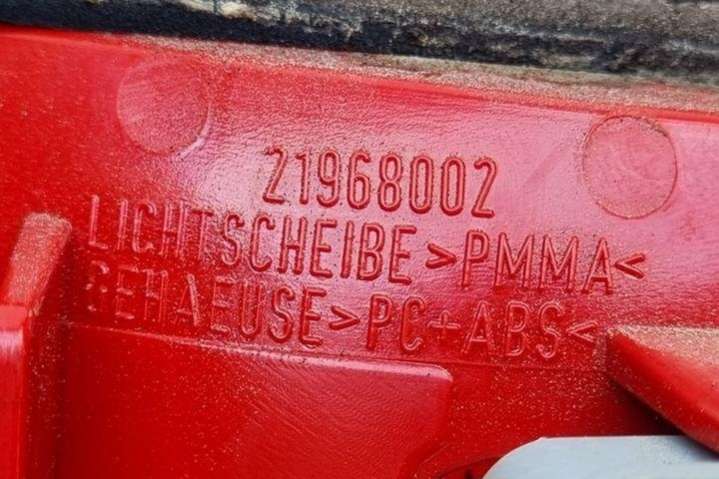 21968002
LICHTSCHEIBE >PMMA<
GEHAEUSE >PC+ABS<